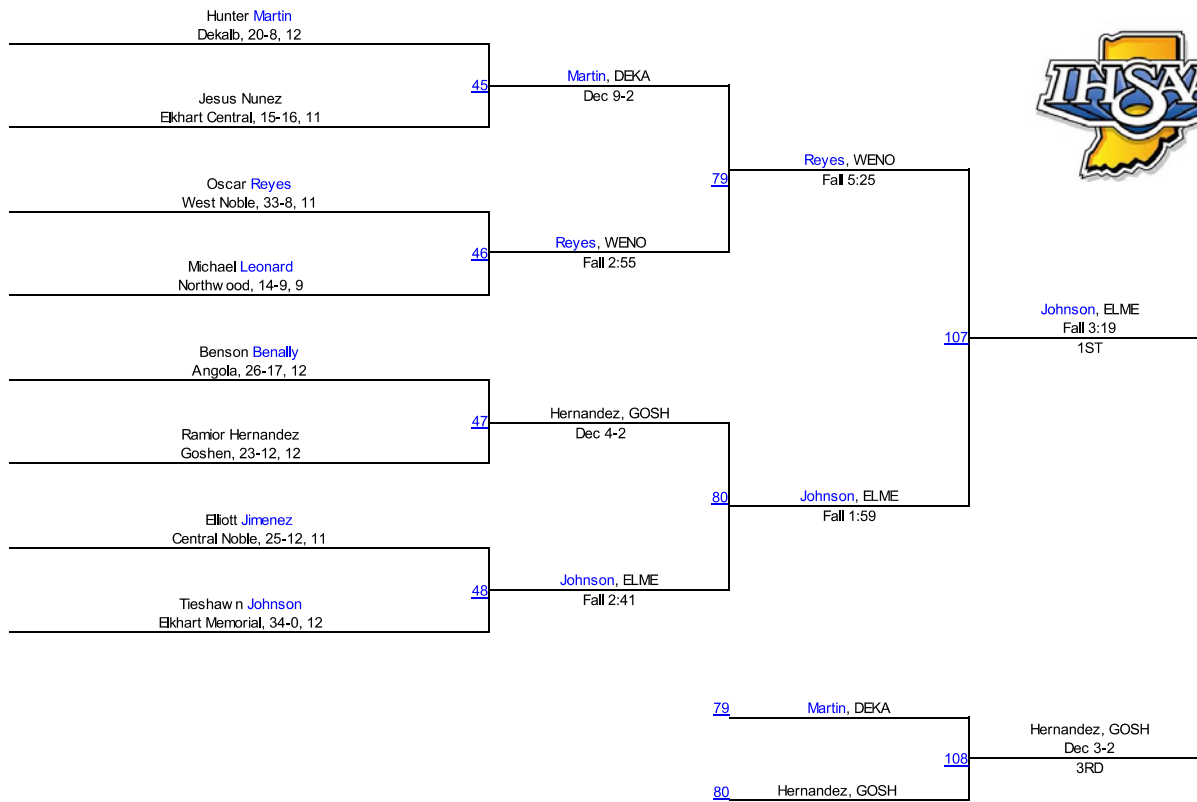 Hunter Martin
Dekalb, 20-8, 12
Jesus Nunez
Elkhart Central, 15-16, 11
45
Martin, DEKA
Dec 9-2
Oscar Reyes
West Noble, 33-8, 11
Michael Leonard
Northwood, 14-9, 9
46
Reyes, WENO
Fall 2:55
79
Reyes, WENO
Fall 5:25
Benson Benally
Angola, 26-17, 12
Ramior Hernandez
Goshen, 23-12, 12
47
Hernandez, GOSH
Dec 4-2
Elliott Jimenez
Central Noble, 25-12, 11
Tieshawn Johnson
Elkhart Memorial, 34-0, 12
48
Johnson, ELME
Fall 2:41
80
Johnson, ELME
Fall 1:59
107
Johnson, ELME
Fall 3:19
1ST
IHSAA
79
Martin, DEKA
80
Hernandez, GOSH
108
Hernandez, GOSH
Dec 3-2
3RD